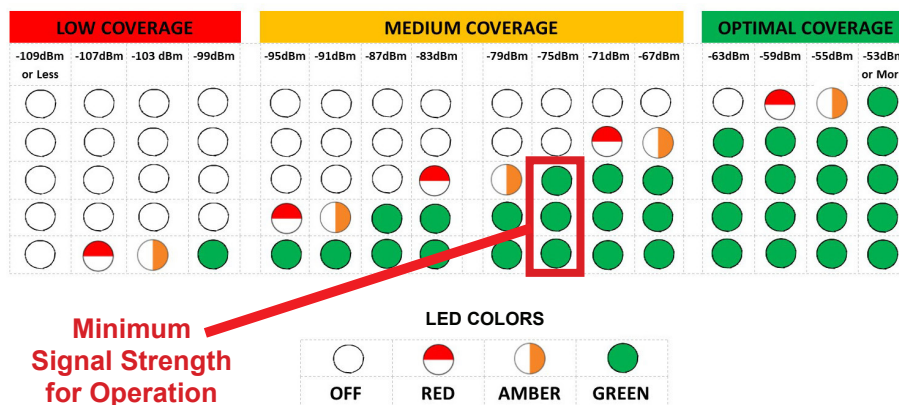 LOW COVERAGE MEDIUM COVERAGE OPTIMAL COVERAGE
-109dBm -107dBm -103 dBm -99dBm -95dBm -91dBm -87dBm -83dBm -79dBm -75dBm -71dBm -67dBm -63dBm -59dBm -55dBm -53dBm
or Less or Mor
Minimum
Signal Strength
for Operation
LED COLORS
OFF RED AMBER GREEN